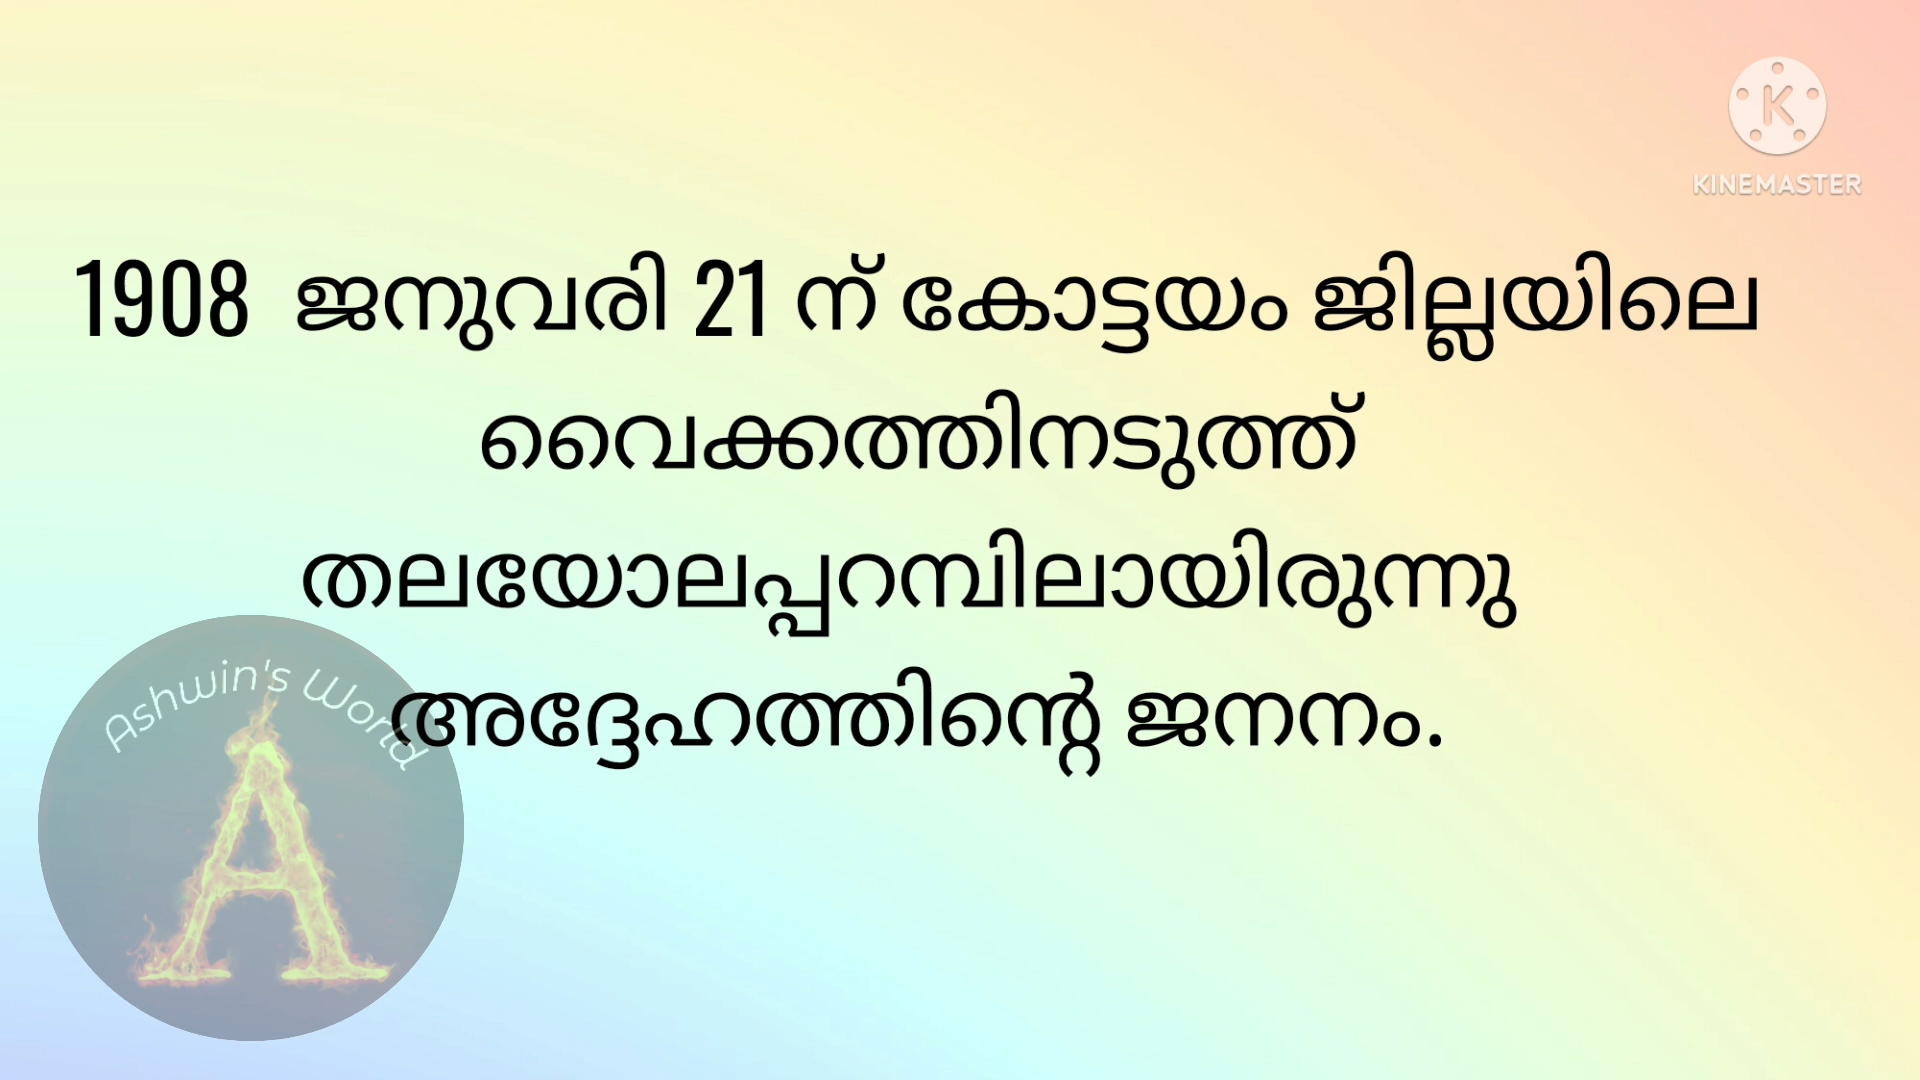 KINEMASTER
1908 ജനുവരി 21 ന് കോട്ടയം ജില്ലയിലെ
വൈക്കത്തിനടുത്ത്
തലയോലപ്പറമ്പിലായിരുന്നു
അദ്ദേഹത്തിന്റെ ജനനം.
Ashwin's World
A